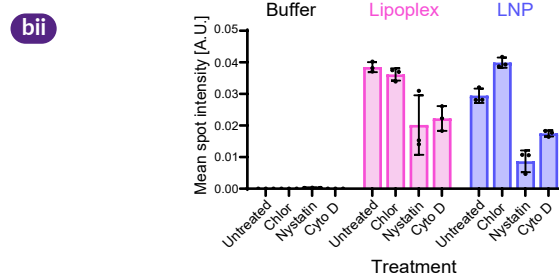 bii
Buffer Lipoplex LNP
Mean spot intensity [A.U.]
0.05
0.04
0.03
0.02
0.01
0.00
Untreated Chlor Nystatin Cyto D Untreated Chlor Nystatin Cyto D Untreated Chlor Nystatin Cyto D
Treatment